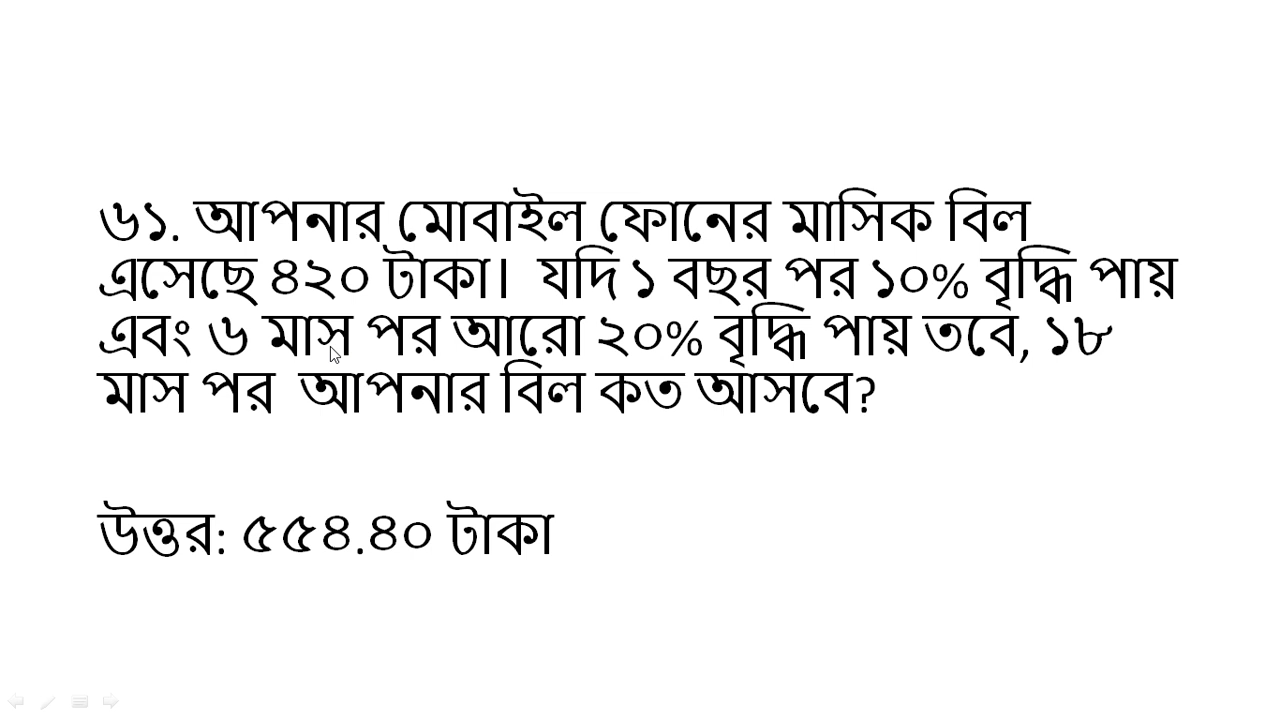 ৬১. আপনার মোবাইল ফোনের মাসিক বিল
এসেছে ৪২০ টাকা। যদি ১ বছর পর ১০% বৃদ্ধি পায়
এবং ৬ মাস পর আরো ২০% বৃদ্ধি পায় তবে, ১৮
মাস পর আপনার বিল কত আসবে?
উত্তর: ৫৫৪.৪০ টাকা